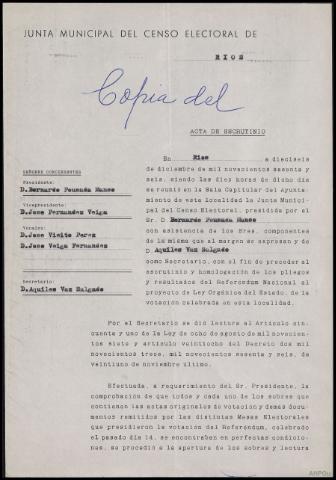 JUNTA MUNICIPAL DEL CENSO ELECTORAL DE
RIOS
Copia del
ACTA DE ESCRUTINIO
SEÑORES CONCURRENTES
Presidente:
D.Bernardo Pousada Manso
Vicepresidente:
D.Jose Fernandez Veiga
Vocales:
D.Jose Vieito Perez
D.Jose Veiga Fernandez
Secretario:
D.Aquiles Vaz Salgado
En Rios a dieciseis
de diciembre de mil novecientos sesenta y
seis, siendo las diez horas de dicho día
se reunió en la Sala Capitular del Ayunta-
miento de esta localidad la Junta Munici-
pal del Censo Electoral, presidida por el
Sr. D Bernardo Pousada Manso
con asistencia de los Sres. componentes
de la misma que al margen se expresan y de
D. Aquiles Vaz Salgado
como Secretario, con el fin de proceder al
escrutinio y homologación de los pliegos
y resultados del Referéndum Nacional al
proyecto de Ley Orgánica del Estado, de la
votación celebrada en esta localidad.
Por el Secretario se dió lectura al Artículo sin-
cuenta y uno de la Ley de ocho de agosto de mil novecien-
tos siete y artículo veintiocho del Decreto dos mil
novecientos trece, mil novecientos sesenta y seis, de
veintiuno de noviembre último.
Efectuada, a requerimiento del Sr. Presidente, la
comprobación de que todos y cada uno de los sobres
que contienen las actas originales de votación y demás docu-
mentos remitidos por las distintas Mesas Electorales
que presidieron la votación del Referéndum, celebrado
el pasado día 14, se encontraban en perfectas condicio-
nes, se procedió a la apertura de los sobres y lectura